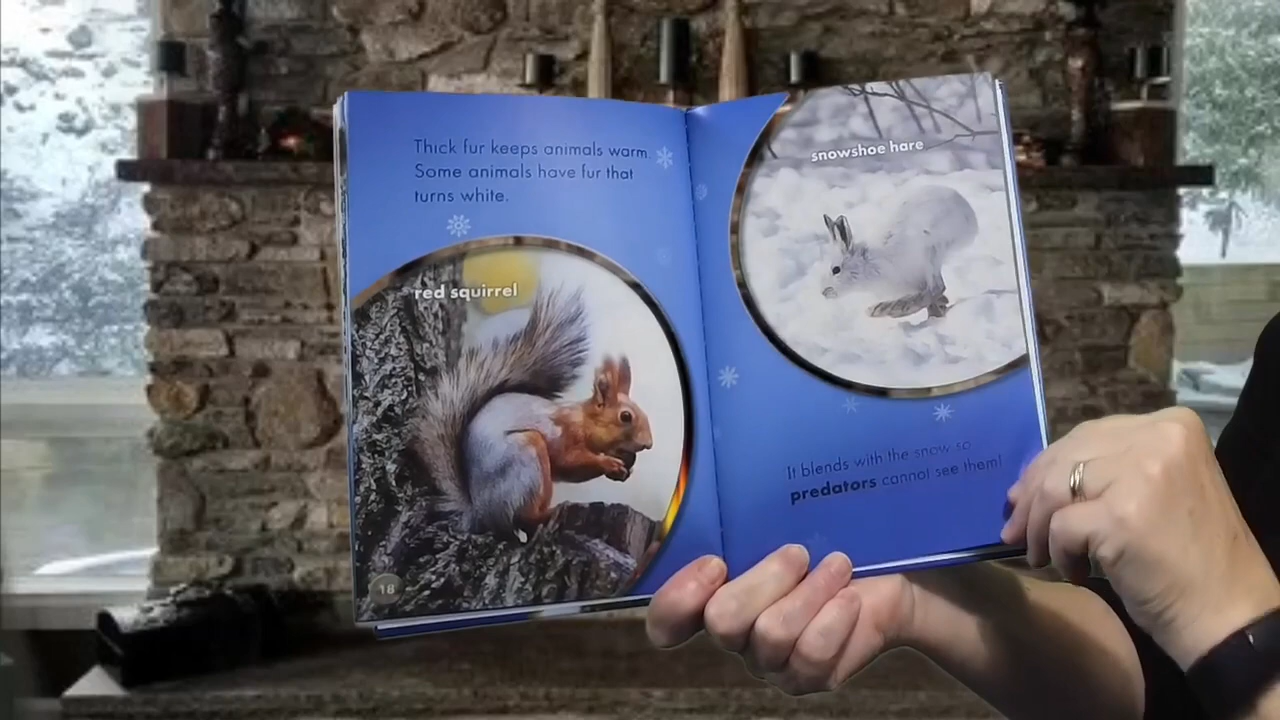 Thick fur keeps animals warm.
Some animals have fur that
turns white.
red squirrel
18
snowshoe hare
It blends with the snow so
predators cannot see them!